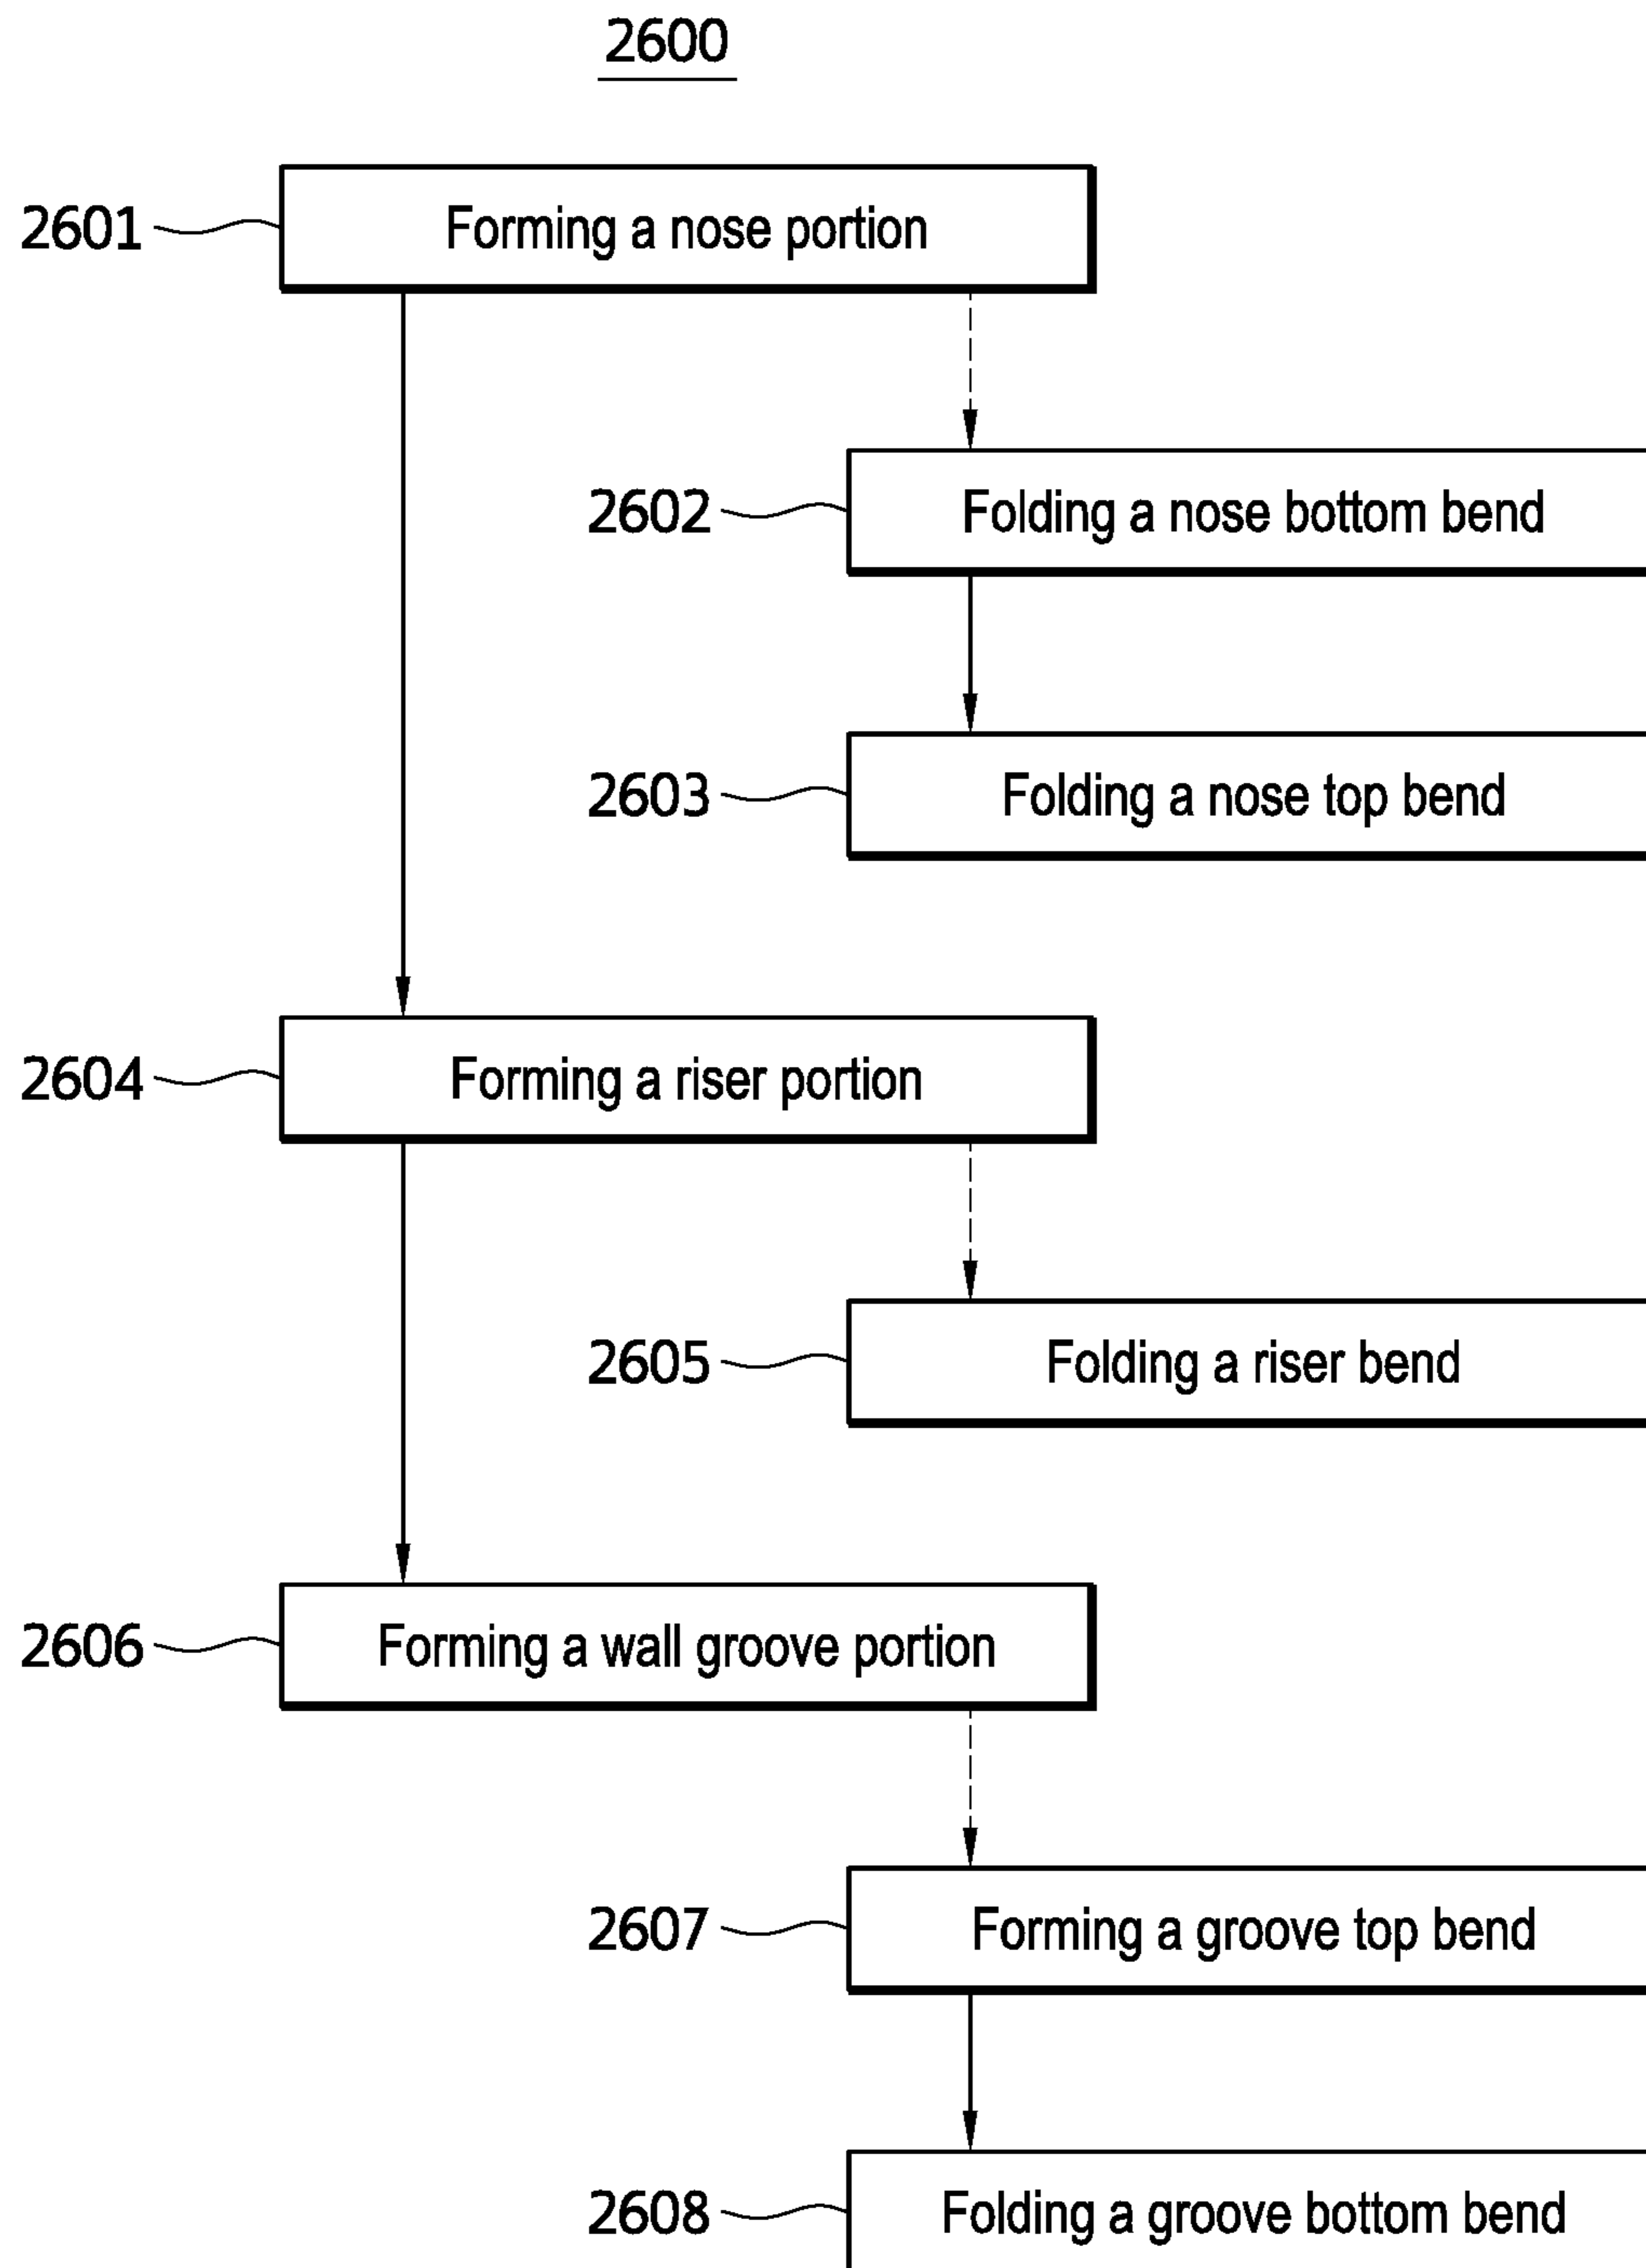 2600
2601 Forming a nose portion
2602 Folding a nose bottom bend
2603 Folding a nose top bend
2604 Forming a riser portion
2605 Folding a riser bend
2606 Forming a wall groove portion
2607 Forming a groove top bend
2608 Folding a groove bottom bend